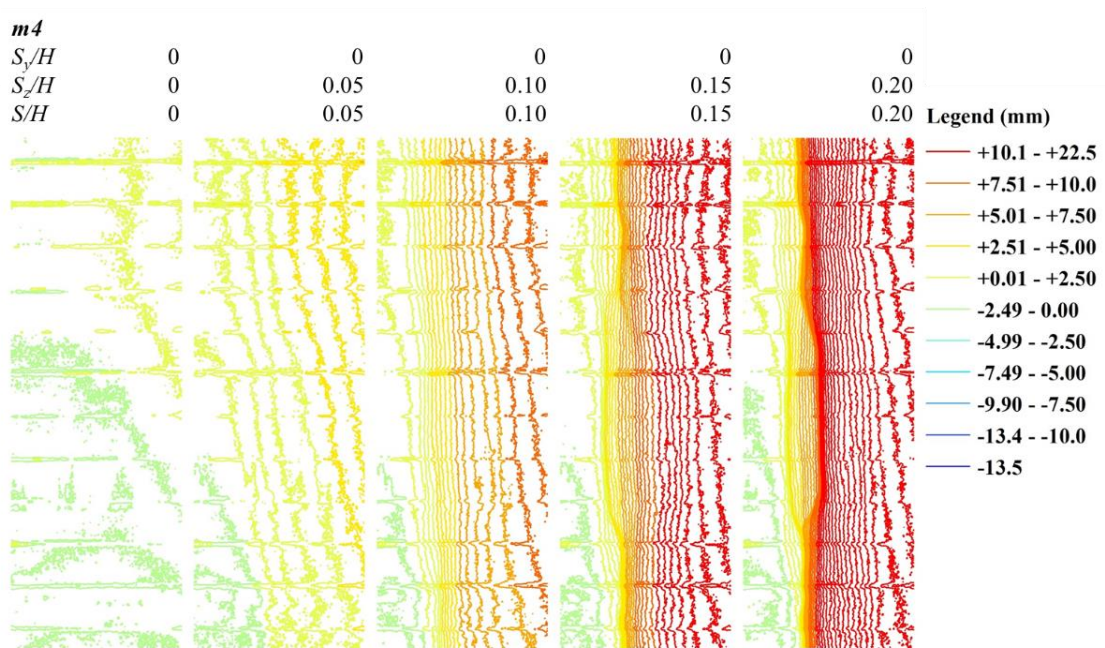 m4
Sy/H 0 0 0 0 0
Sz/H 0 0.05 0.10 0.15 0.20
S/H 0 0.05 0.10 0.15 0.20
Legend (mm)
+10.1 - +22.5
+7.51 - +10.0
+5.01 - +7.50
+2.51 - +5.00
+0.01 - +2.50
-2.49 - 0.00
-4.99 - -2.50
-7.49 - -5.00
-9.90 - -7.50
-13.4 - -10.0
-13.5